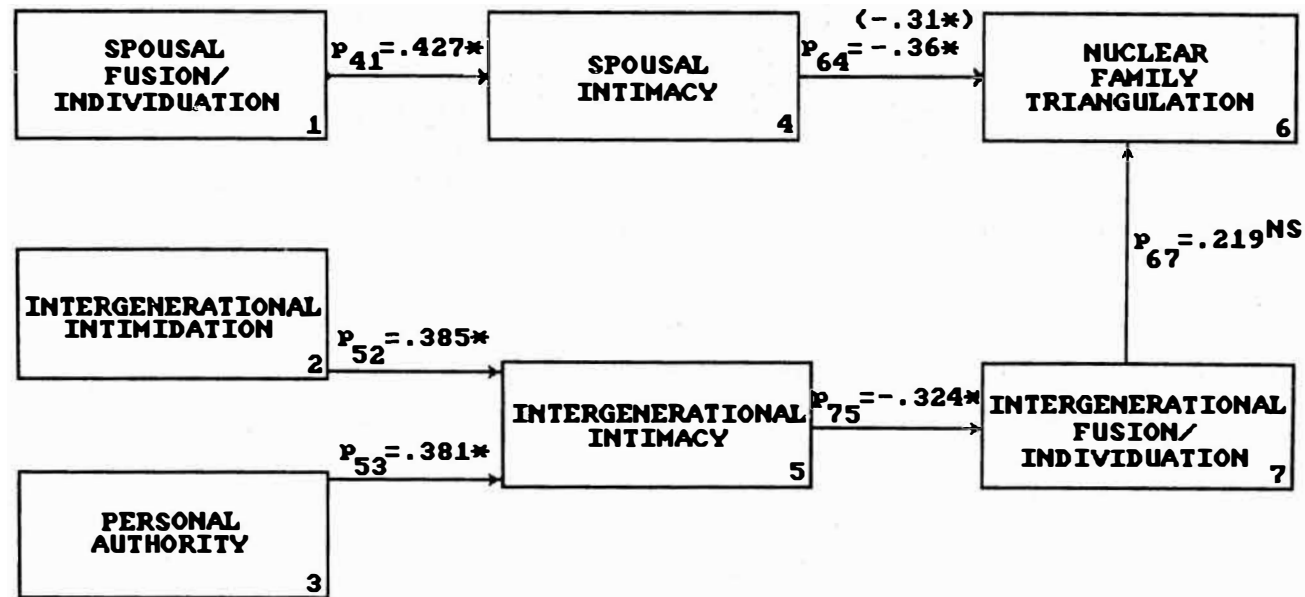 SPOUSAL
FUSION/
INDIVIDUATION
1
p41=.427*
SPOUSAL
INTIMACY
4
(-.31*)
p64=-.36*
NUCLEAR
FAMILY
TRIANGULATION
6
p67=.219NS
INTERGENERATIONAL
INTIMIDATION
2
p52=.385*
PERSONAL
AUTHORITY
3
p53=.381*
INTERGENERATIONAL
INTIMACY
5
p75=-.324*
INTERGENERATIONAL
FUSION/
INDIVIDUATION
7